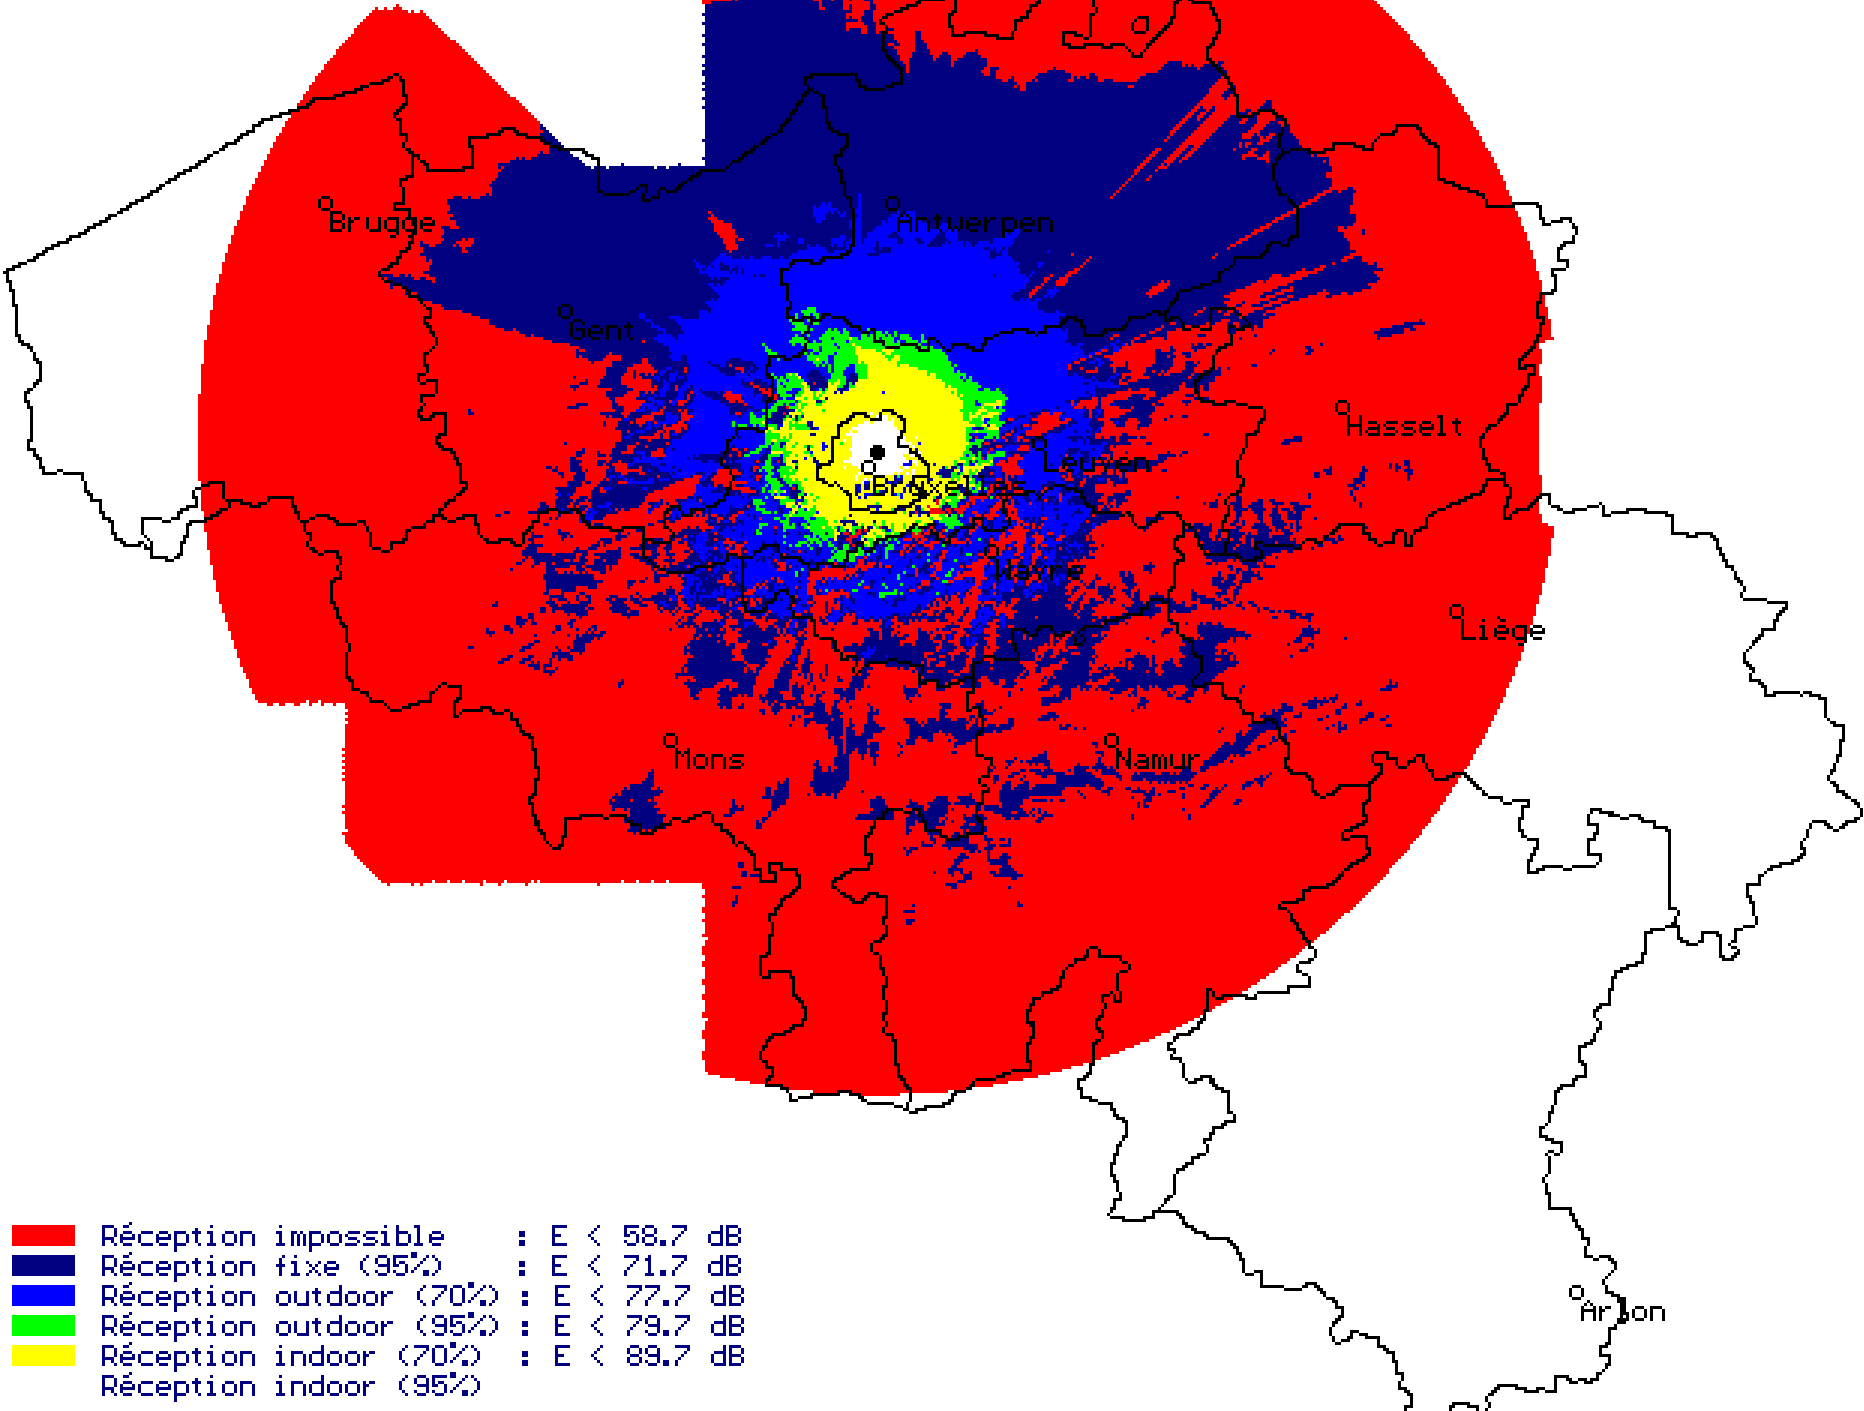 Brugge
Antwerpen
Gent
Hasselt
Leuven
Bruxelles
Wavre
Liège
Mons
Namur
Arlon
Réception impossible : E < 58.7 dB
Réception fixe (95%) : E < 71.7 dB
Réception outdoor (70%) : E < 77.7 dB
Réception outdoor (95%) : E < 79.7 dB
Réception indoor (70%) : E < 89.7 dB
Réception indoor (95%)